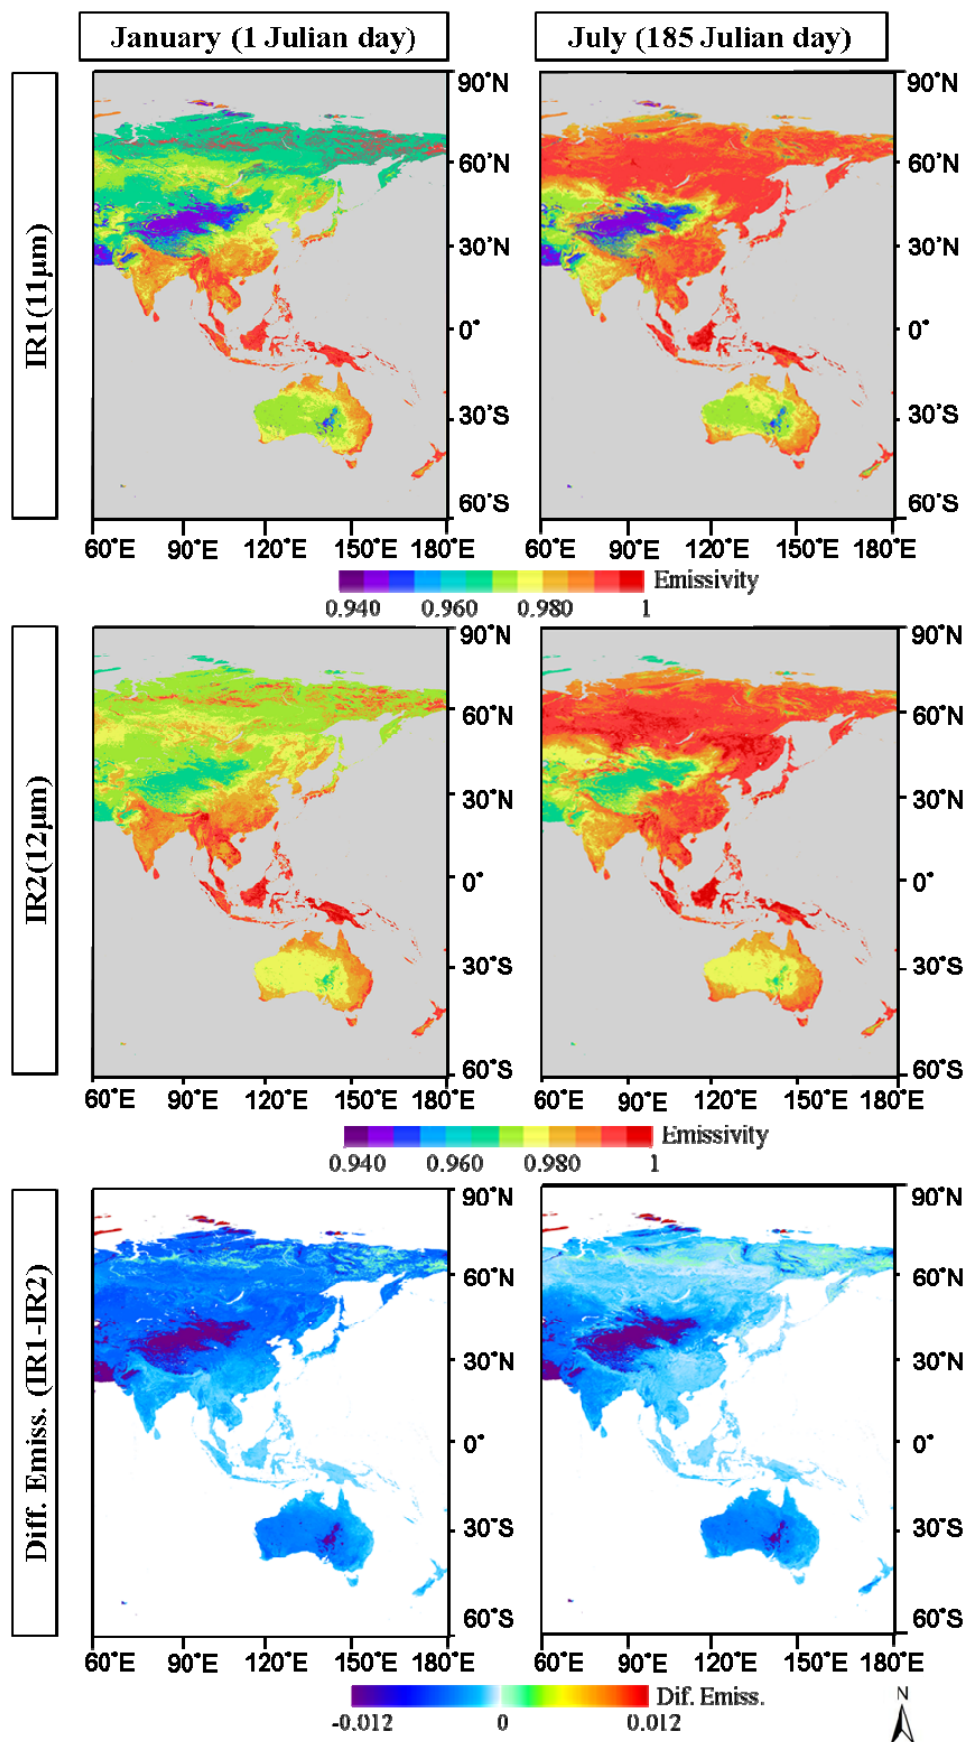 January (1 Julian day)
July (185 Julian day)
IR1(11μm)
90°N
60°N
30°N
0°
30°S
60°S
90°N
60°N
30°N
0°
30°S
60°S
60°E 90°E 120°E 150°E 180°E
60°E 90°E 120°E 150°E 180°E
Emissivity
0.940 0.960 0.980 1
IR2(12μm)
90°N
60°N
30°N
0°
30°S
60°S
90°N
60°N
30°N
0°
30°S
60°S
60°E 90°E 120°E 150°E 180°E
60°E 90°E 120°E 150°E 180°E
Emissivity
0.940 0.960 0.980 1
Diff. Emiss. (IR1-IR2)
90°N
60°N
30°N
0°
30°S
60°S
90°N
60°N
30°N
0°
30°S
60°S
60°E 90°E 120°E 150°E 180°E
60°E 90°E 120°E 150°E 180°E
Dif. Emiss.
-0.012 0 0.012
N